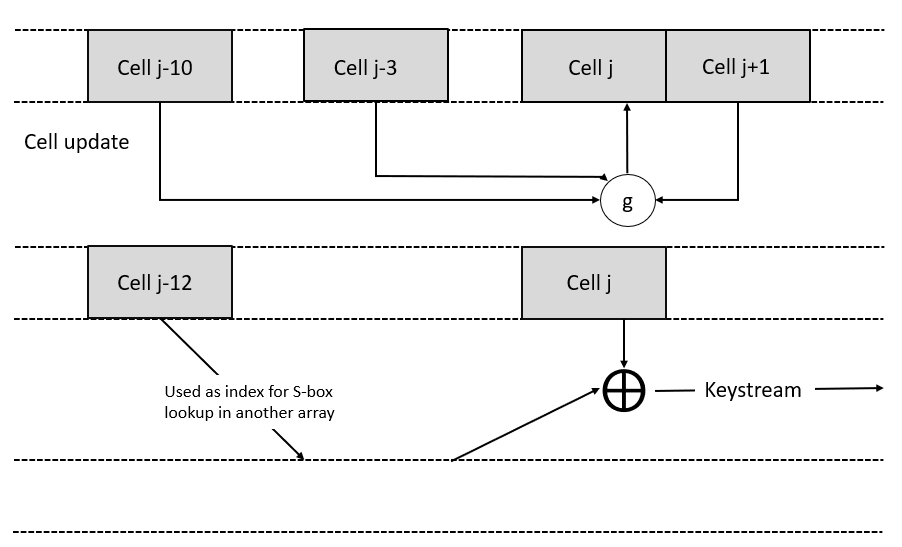 Cell j-10
Cell j-3
Cell j
Cell j+1
Cell update
g
Cell j-12
Cell j
Used as index for S-box
lookup in another array
Keystream